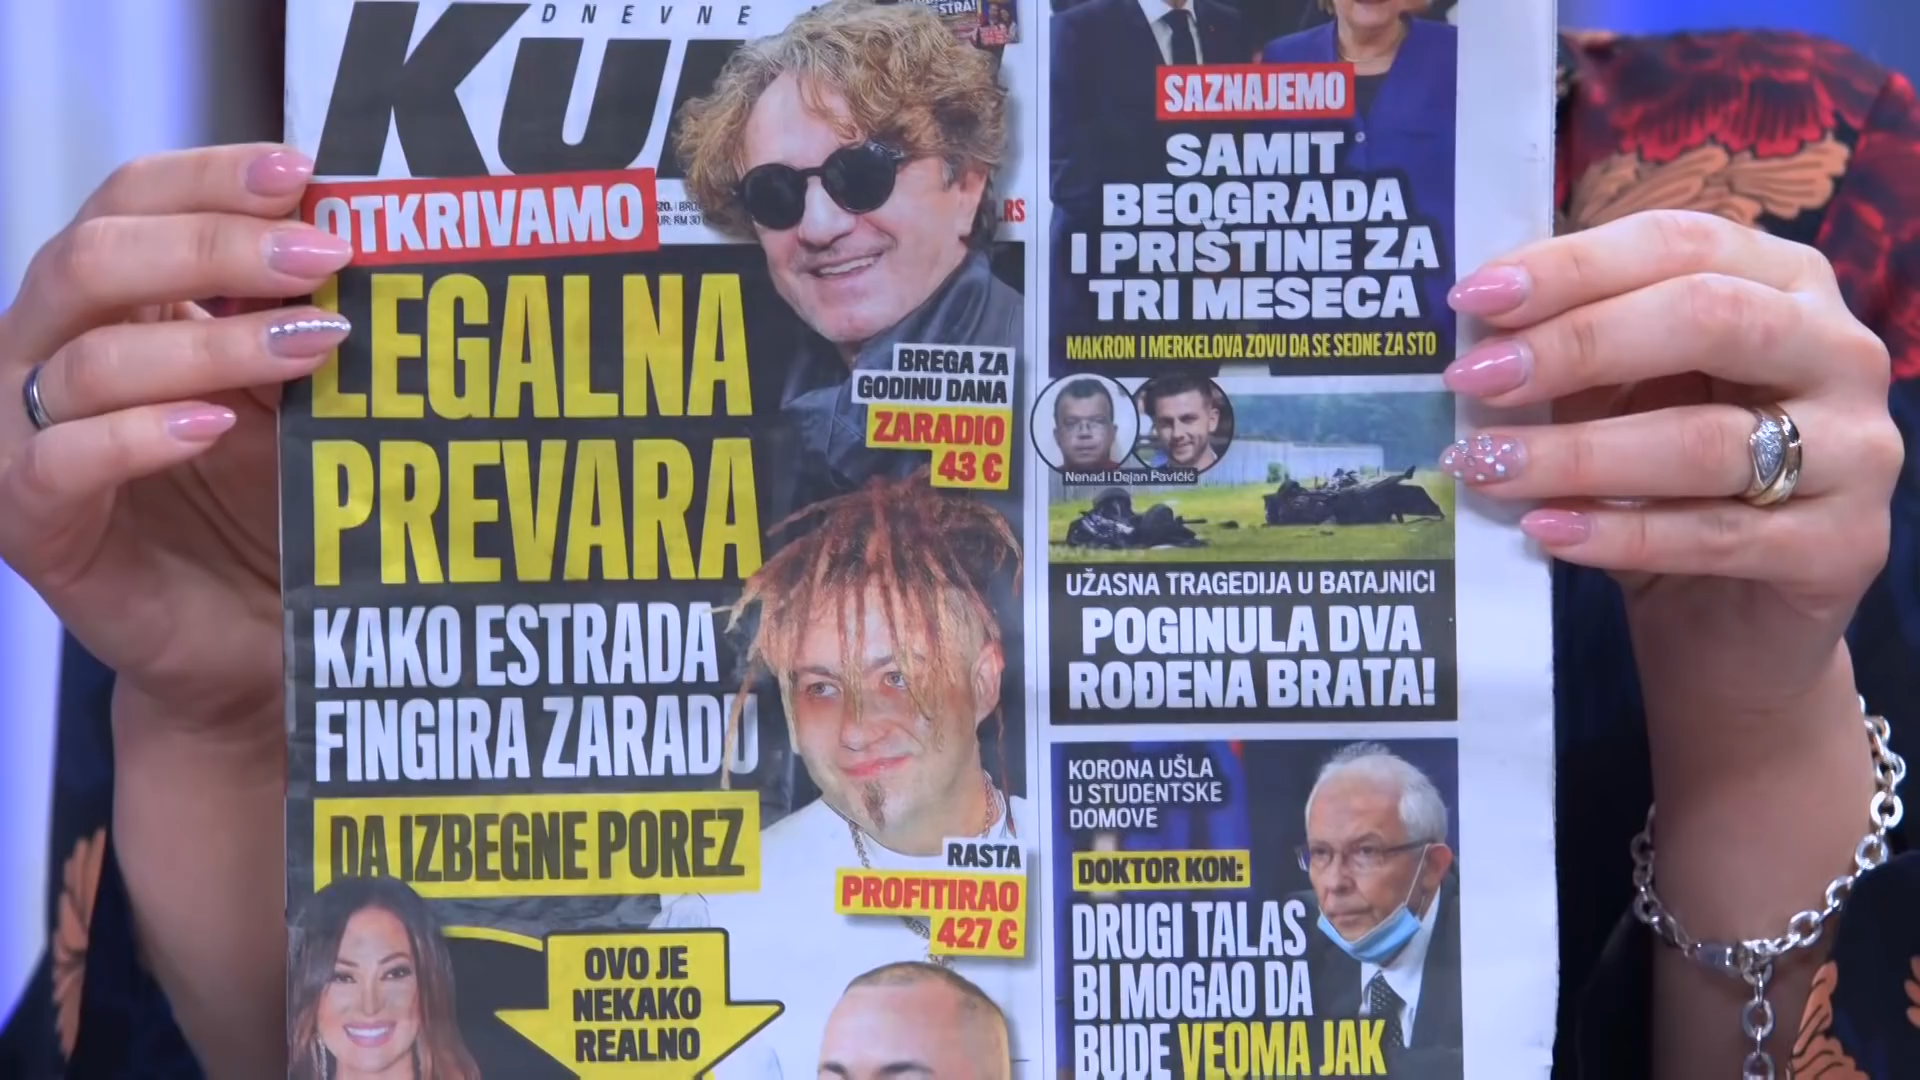 DNEVNE
KU
OTKRIVAMO
LEGALNA
PREVARA
KAKO ESTRADA
FINGIRA ZARADU
DA IZBEGNE POREZ
OVO JE
NEKAKO
REALNO
.RS
BREGA ZA
GODINU DANA
ZARADIO
43 €
RASTA
PROFITIRAO
427 €
SAZNAJEMO
SAMIT
BEOGRADA
I PRIŠTINE ZA
TRI MESECA
MAKRON I MERKELOVA ZOVU DA SE SEDNE ZA STO
Nenad i Dejan Pavičić
UŽASNA TRAGEDIJA U BATAJNICI
POGINULA DVA
ROĐENA BRATA!
KORONA UŠLA
U STUDENTSKE
DOMOVE
DOKTOR KON:
DRUGI TALAS
BI MOGAO DA
BUDE VEOMA JAK